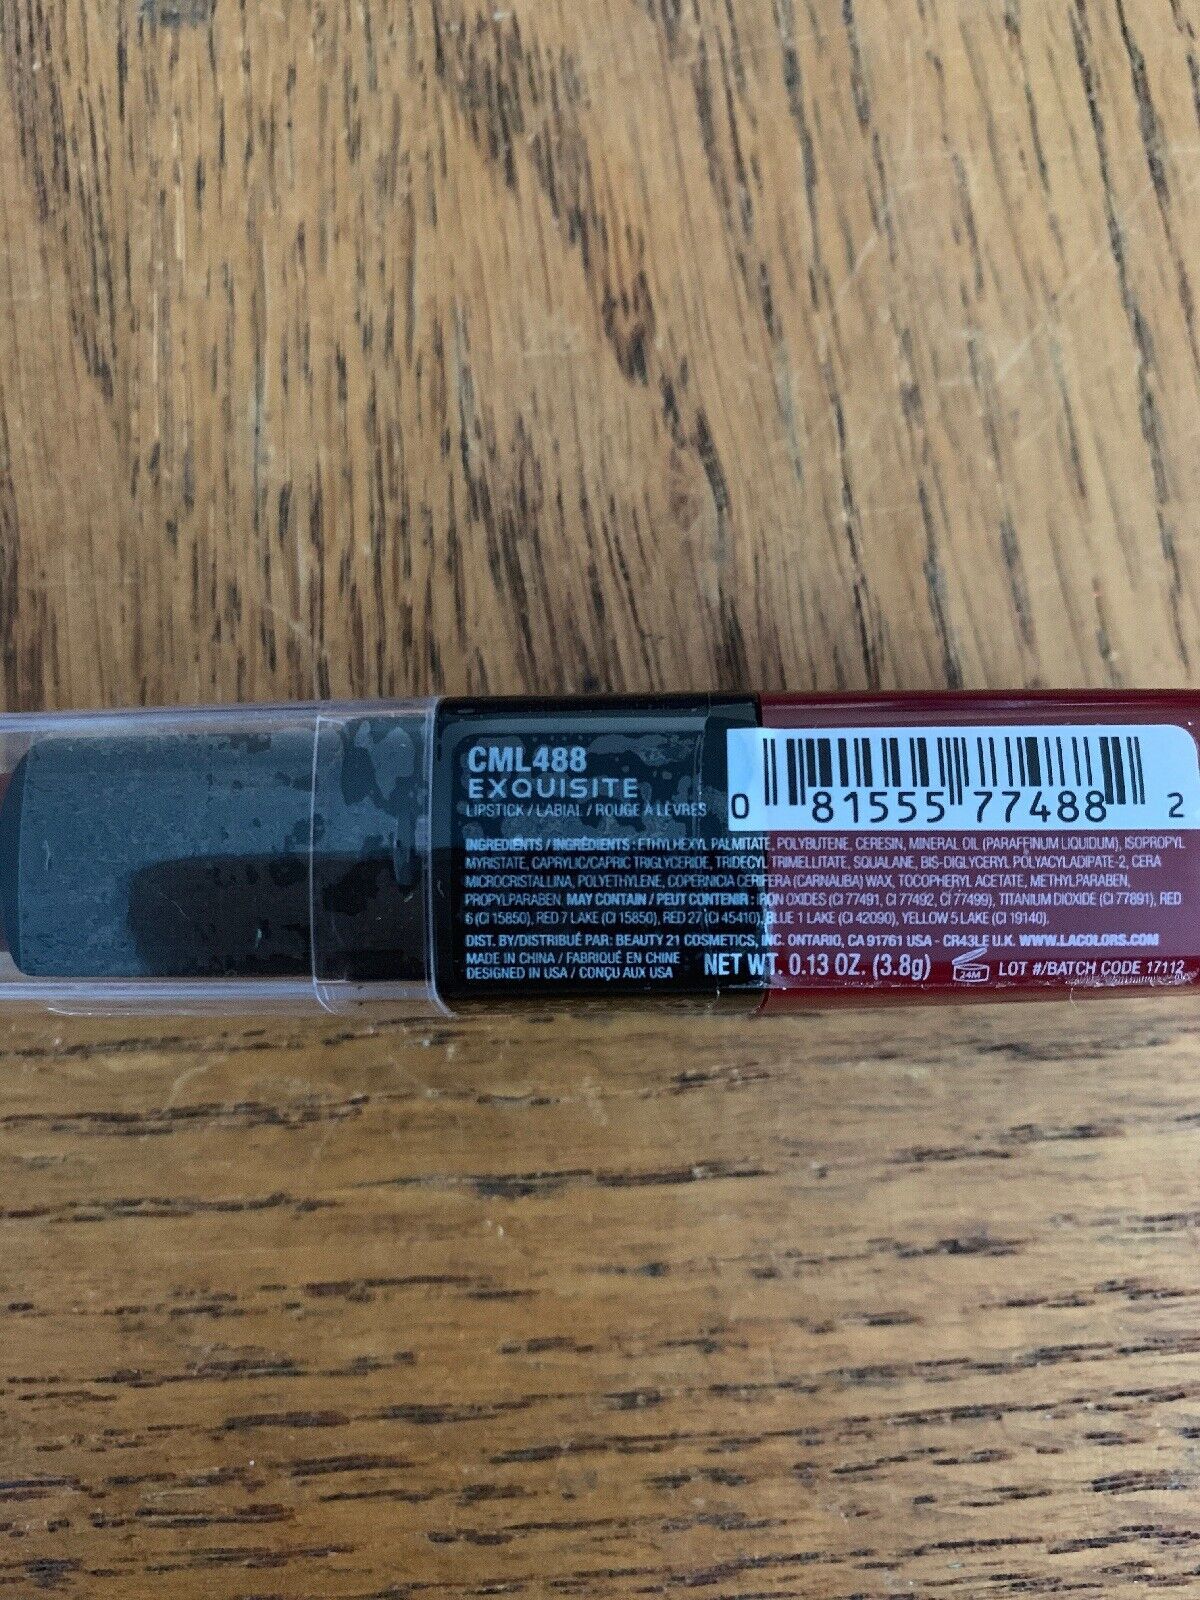 CML488
EXQUISITE
LIPSTICK / LABIAL / ROUGE A LÈVRES
0 81555 77488 2
INGREDIENTS / INGRÉDIENTS : ETHYLHEXYL PALMITATE, POLYBUTENE, CERESIN, MINERAL OIL (PARAFFINUM LIQUIDUM), ISOPROPYL
MYRISTATE, CAPRYLIC/CAPRIC TRIGLYCERIDE, TRIDECYL TRIMELLITATE, SQUALANE, BIS-DIGLYCERYL POLYACYLADIPATE-2, CERA
MICROCRISTALLINA, POLYETHYLENE, COPERNICIA CERIFERA (CARNAUBA) WAX, TOCOPHERYL ACETATE, METHYLPARABEN,
PROPYLPARABEN. MAY CONTAIN / PEUT CONTENIR : IRON OXIDES (CI 77491, CI 77492, CI 77499), TITANIUM DIOXIDE (CI 77891), RED
6 (CI 15850), RED 7 LAKE (CI 15850), RED 27 (CI 45410), BLUE 1 LAKE (CI 42090), YELLOW 5 LAKE (CI 19140).
DIST. BY/DISTRIBUÉ PAR: BEAUTY 21 COSMETICS, INC. ONTARIO, CA 91761 USA - CR43LE U.K. WWW.LACOLORS.COM
MADE IN CHINA / FABRIQUÉ EN CHINE
DESIGNED IN USA / CONÇU AUX USA
NET WT. 0.13 OZ. (3.8g) 24M LOT #/BATCH CODE 17112